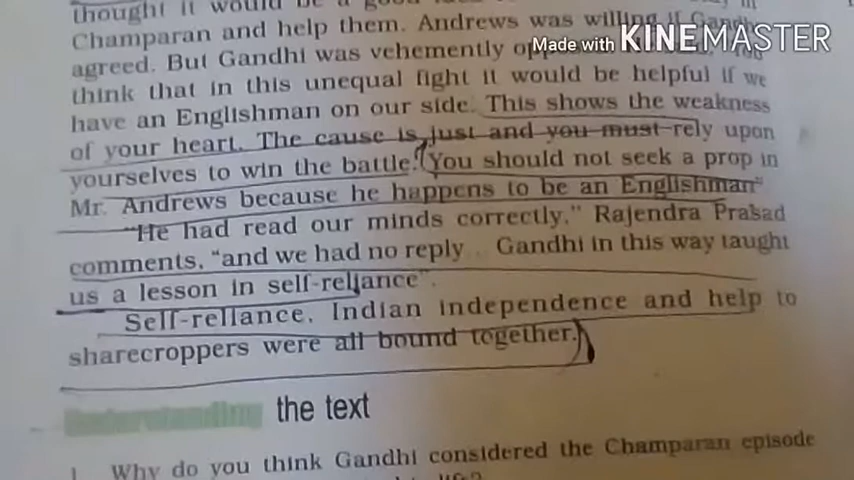 thought it would be a good
Champaran and help them. Andrews was willing if Gandhi
agreed. But Gandhi was vehemently
Made with KINEMASTER
think that in this unequal fight it would be helpful if we
have an Englishman on our side. This shows the weakness
of your heart. The cause is just and you must rely upon
yourselves to win the battle. You should not seek a prop in
Mr. Andrews because he happens to be an Englishman"
"He had read our minds correctly," Rajendra Prasad
comments, "and we had no reply... Gandhi in this way taught
us a lesson in self-reliance".
Self-reliance, Indian independence and help to
sharecroppers were all bound together.
Understanding the text
1. Why do you think Gandhi considered the Champaran episode